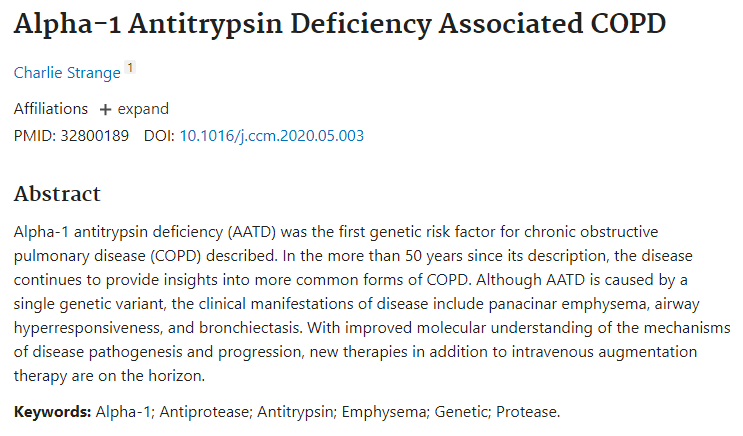 Alpha-1 Antitrypsin Deficiency Associated COPD
Charlie Strange 1
Affiliations + expand
PMID: 32800189 DOI: 10.1016/j.ccm.2020.05.003
Abstract
Alpha-1 antitrypsin deficiency (AATD) was the first genetic risk factor for chronic obstructive
pulmonary disease (COPD) described. In the more than 50 years since its description, the disease
continues to provide insights into more common forms of COPD. Although AATD is caused by a
single genetic variant, the clinical manifestations of disease include panacinar emphysema, airway
hyperresponsiveness, and bronchiectasis. With improved molecular understanding of the mechanisms
of disease pathogenesis and progression, new therapies in addition to intravenous augmentation
therapy are on the horizon.
Keywords: Alpha-1; Antiprotease; Antitrypsin; Emphysema; Genetic; Protease.